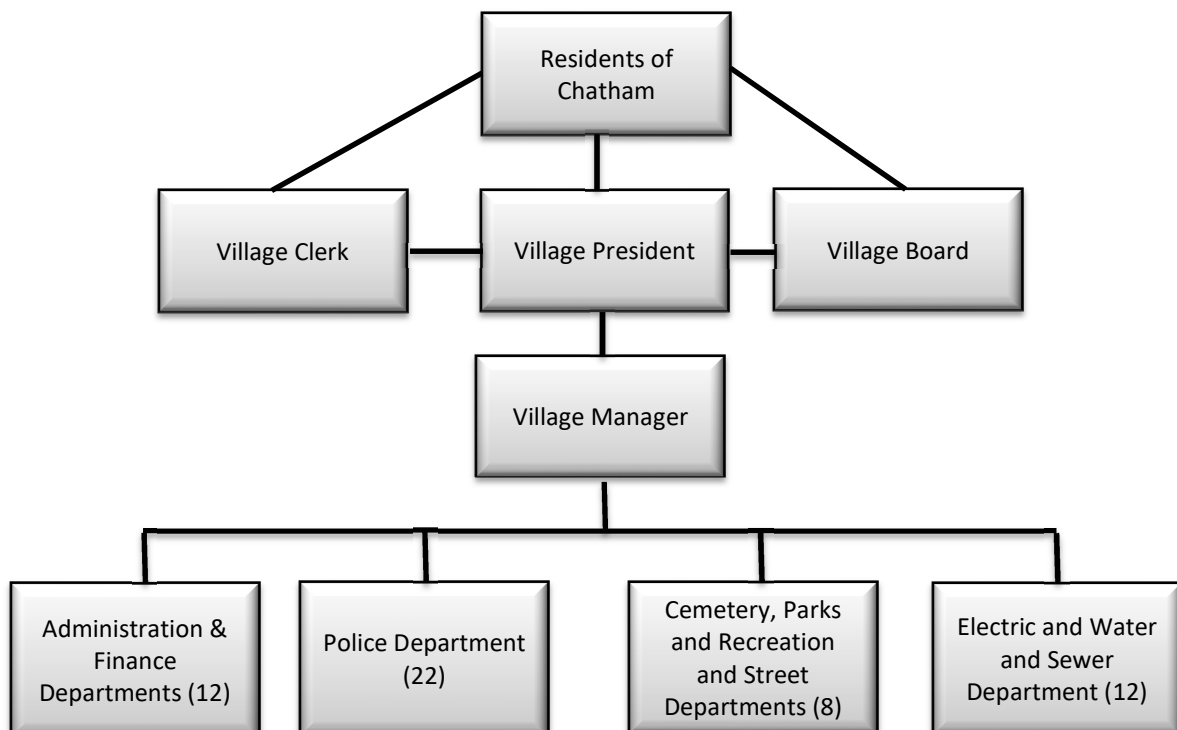 Residents of
Chatham
Village Clerk
Village President
Village Board
Village Manager
Administration &
Finance
Departments (12)
Police Department
(22)
Cemetery, Parks
and Recreation
and Street
Departments (8)
Electric and Water
and Sewer
Department (12)